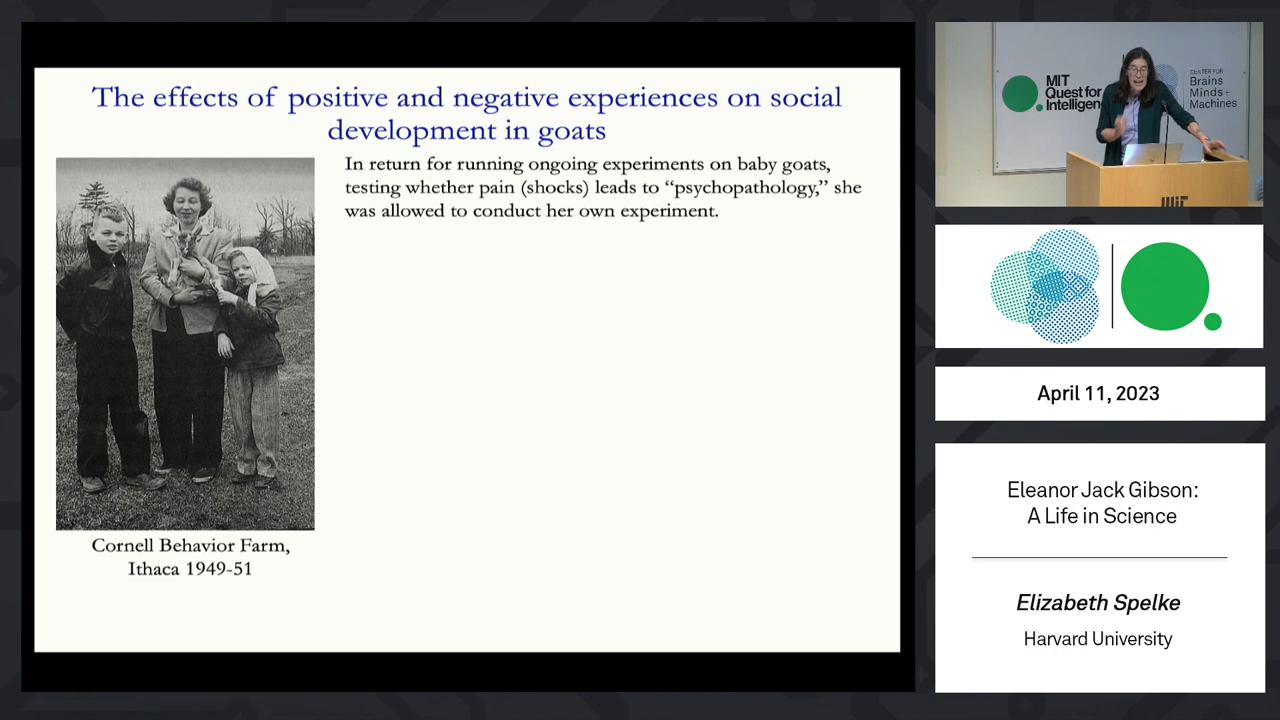 The effects of positive and negative experiences on social
development in goats
In return for running ongoing experiments on baby goats,
testing whether pain (shocks) leads to “psychopathology,” she
was allowed to conduct her own experiment.
Cornell Behavior Farm,
Ithaca 1949-51
MIT
Quest for
Intelligenc
CENTER FOR
Brains
Minds+
Machines
MIT
April 11, 2023
Eleanor Jack Gibson:
A Life in Science
Elizabeth Spelke
Harvard University